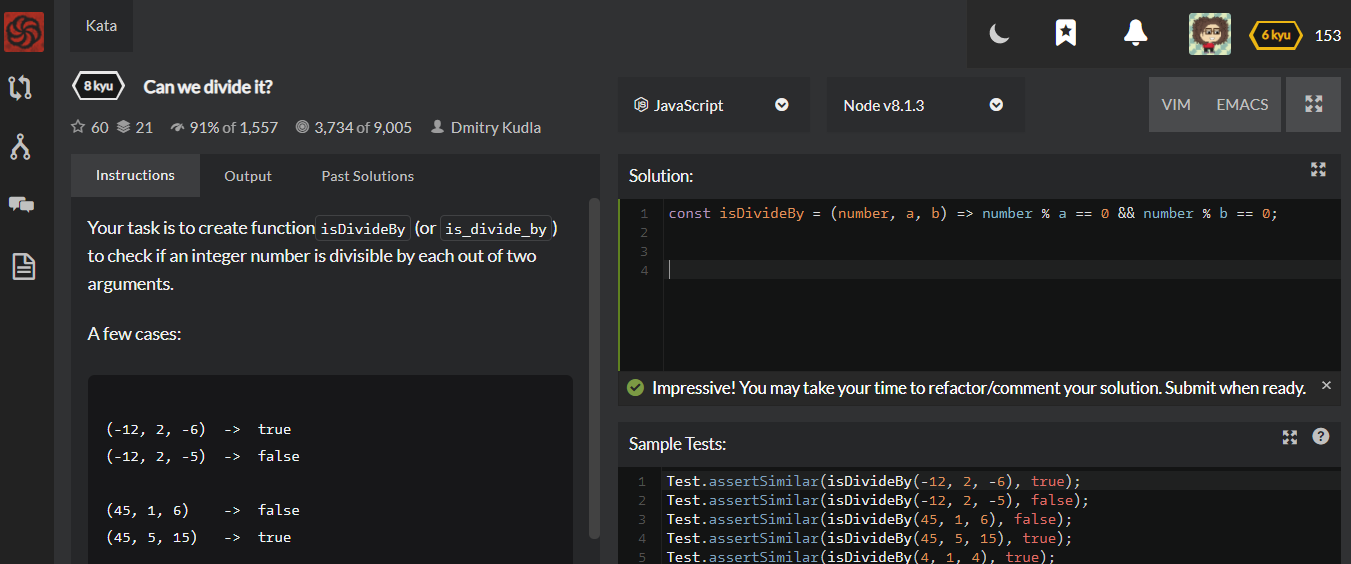 Kata
6 kyu 153
8 kyu Can we divide it?
60 21 91% of 1,557 3,734 of 9,005 Dmitry Kudla
JavaScript Node v8.1.3 VIM EMACS
Instructions Output Past Solutions
Your task is to create function isDivideBy (or is_divide_by)
to check if an integer number is divisible by each out of two
arguments.
A few cases:
(-12, 2, -6) -> true
(-12, 2, -5) -> false
(45, 1, 6) -> false
(45, 5, 15) -> true
Solution:
1 const isDivideBy = (number, a, b) => number % a == 0 && number % b == 0;
2
3
4
Impressive! You may take your time to refactor/comment your solution. Submit when ready. ×
Sample Tests:
1 Test.assertSimilar(isDivideBy(-12, 2, -6), true);
2 Test.assertSimilar(isDivideBy(-12, 2, -5), false);
3 Test.assertSimilar(isDivideBy(45, 1, 6), false);
4 Test.assertSimilar(isDivideBy(45, 5, 15), true);
5 Test.assertSimilar(isDivideBy(4, 1, 4), true);